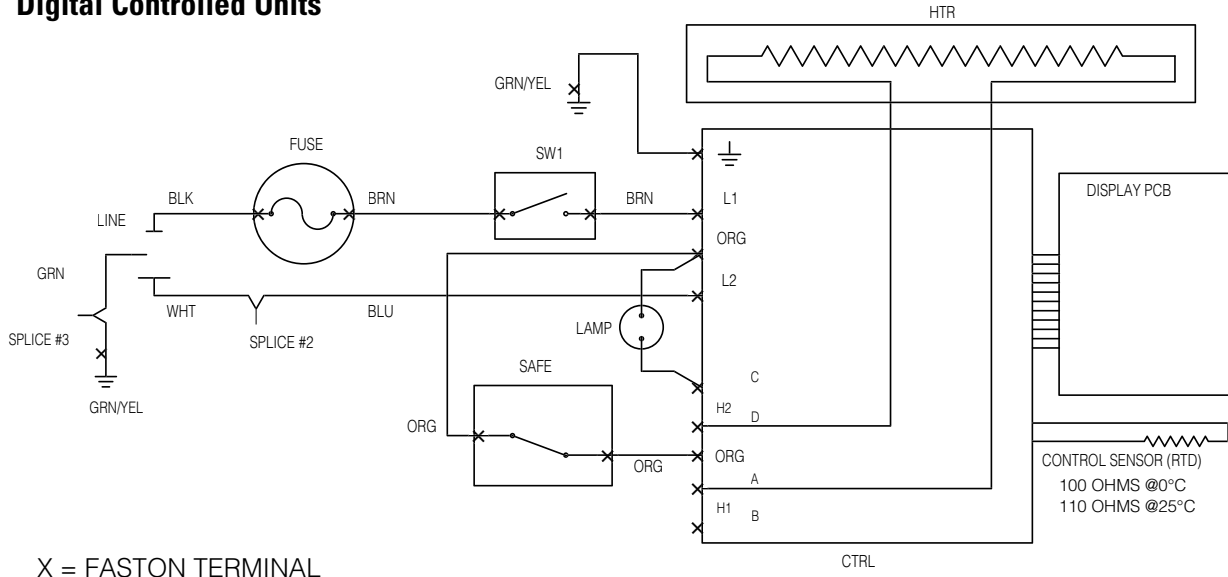 Digital Controlled Units
HTR
GRN/YEL
FUSE
SW1
BLK
BRN
BRN
L1
DISPLAY PCB
LINE
ORG
GRN
L2
WHT
BLU
LAMP
SPLICE #3
SPLICE #2
SAFE
C
GRN/YEL
H2
D
ORG
ORG
ORG
CONTROL SENSOR (RTD)
A
100 OHMS @0°C
H1
B
110 OHMS @25°C
CTRL
X = FASTON TERMINAL